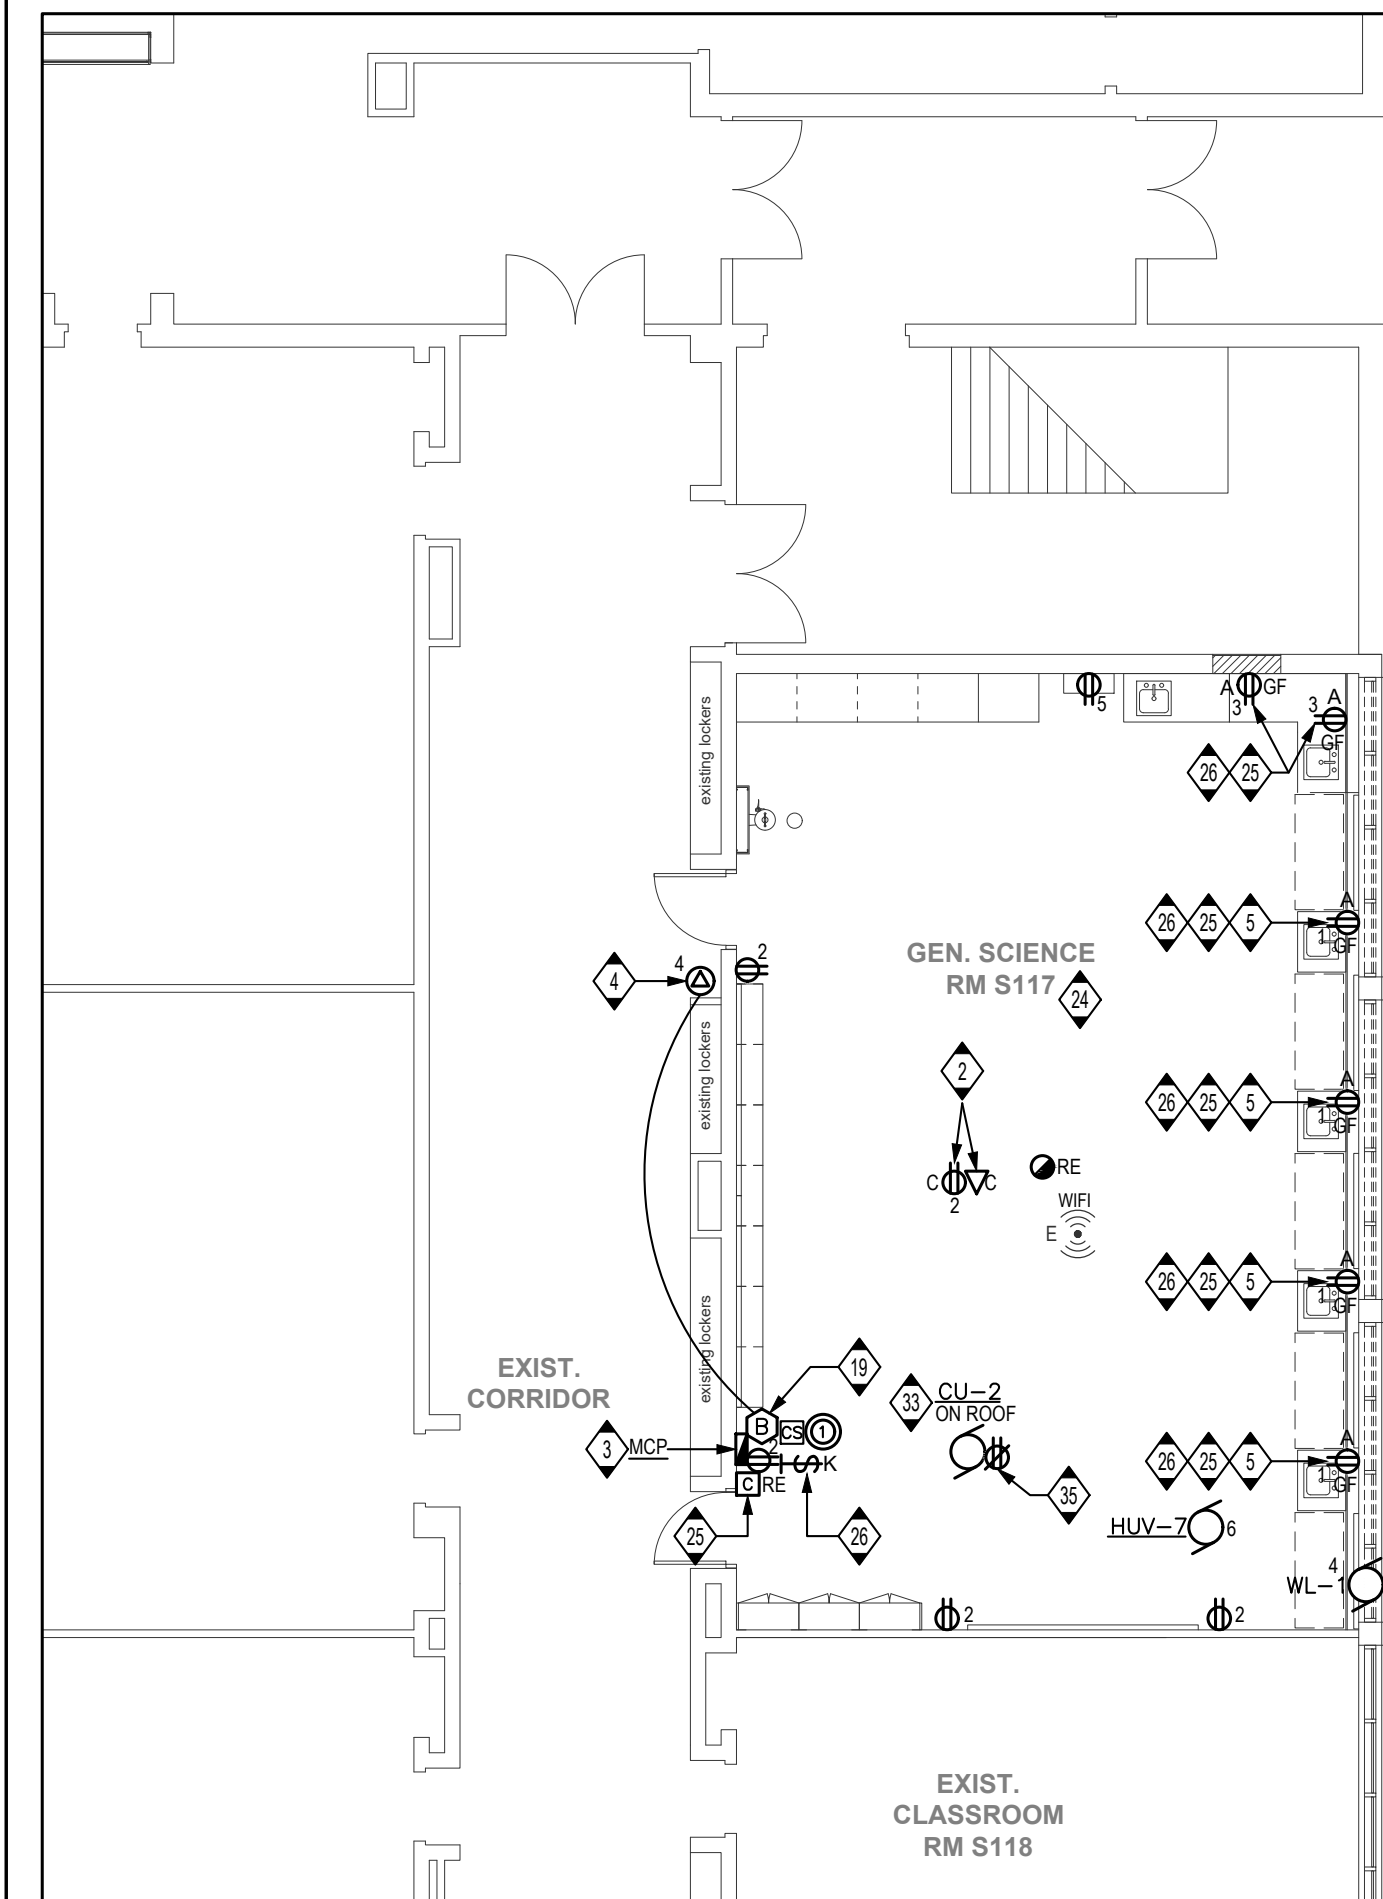 existing lockers
5
A
GF
3
3
A
GF
26
25
26
25
5
A
1
GF
GEN. SCIENCE
RM S117
24
4
4
2
existing lockers
2
C
C
2
RE
WIFI
E
26
25
5
A
1
GF
26
25
5
A
1
GF
existing lockers
EXIST.
CORRIDOR
19
33
CU-2
ON ROOF
B
CS
1
3
MCP
2
S
K
C
RE
25
26
35
26
25
5
A
1
GF
HUV-7
6
4
WL-1
2
2
EXIST.
CLASSROOM
RM S118